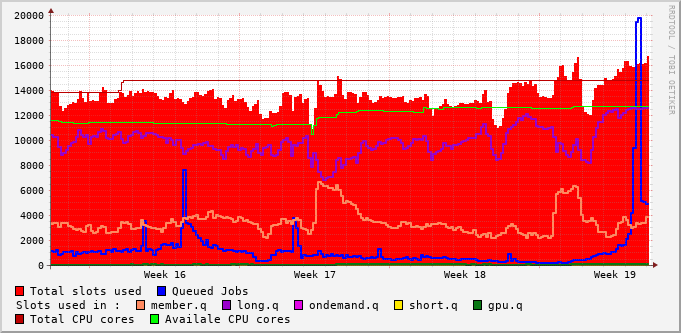 RRDTOOL / TOBI OETIKER
20000
18000
16000
14000
12000
10000
8000
6000
4000
2000
0
Week 16 Week 17 Week 18 Week 19
Total slots used Queued Jobs
Slots used in : member.q long.q ondemand.q short.q gpu.q
Total CPU cores Availale CPU cores